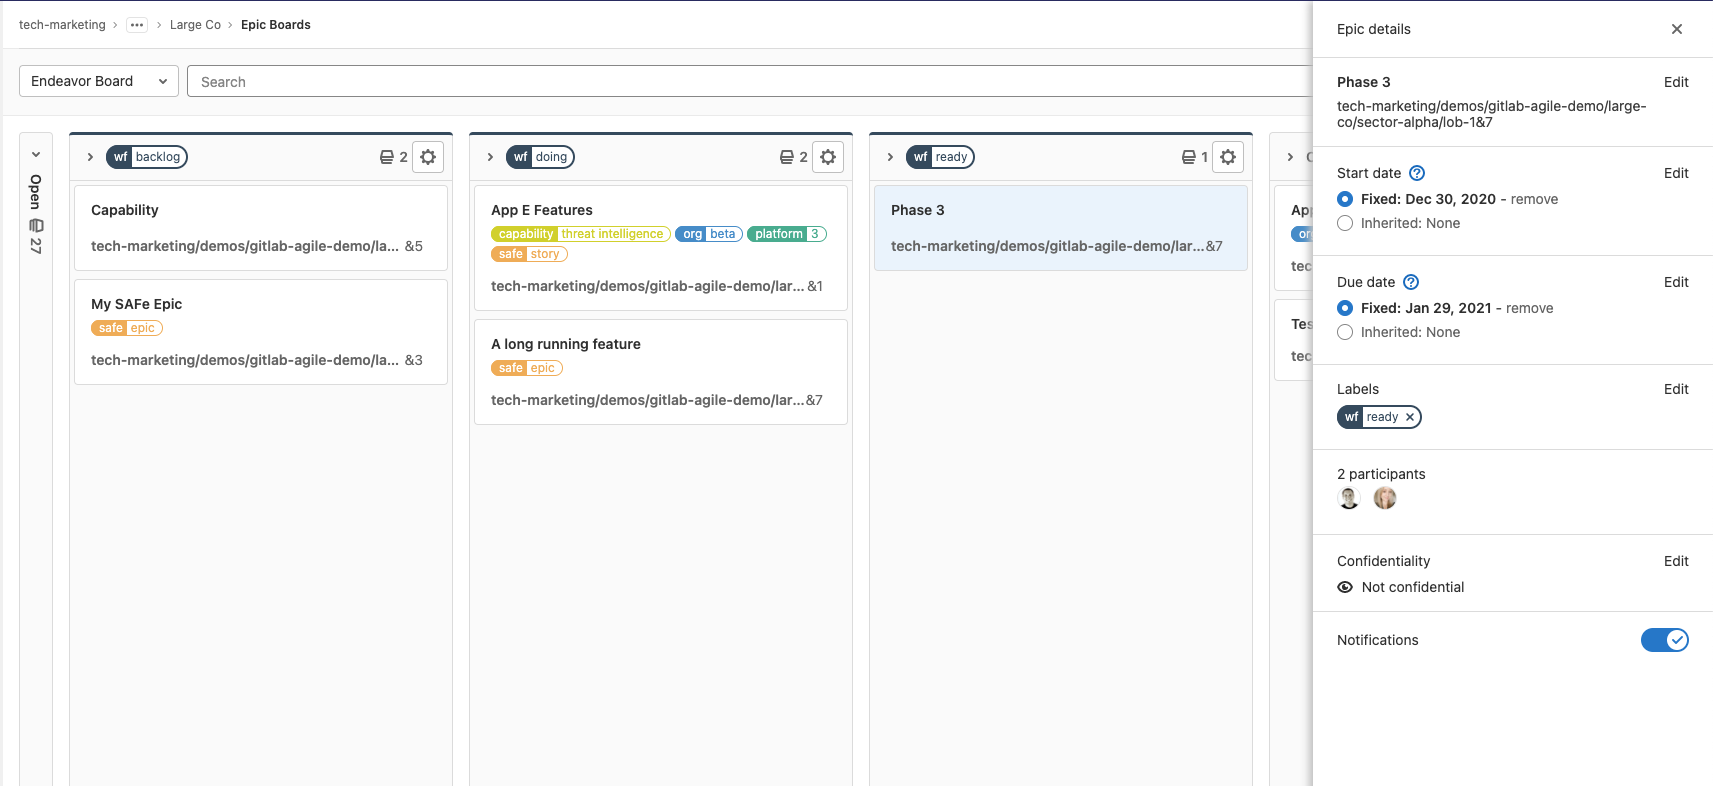 tech-marketing › ••• › Large Co › Epic Boards
Endeavor Board
Search
Open 27
wf backlog 2
Capability
tech-marketing/demos/gitlab-agile-demo/la... &5
My SAFe Epic
safe epic
tech-marketing/demos/gitlab-agile-demo/la... &3
wf doing 2
App E Features
capability threat intelligence org beta platform 3
safe story
tech-marketing/demos/gitlab-agile-demo/lar... &1
A long running feature
safe epic
tech-marketing/demos/gitlab-agile-demo/lar...&7
wf ready 1
Phase 3
tech-marketing/demos/gitlab-agile-demo/lar...&7
Ap
tec
Tes
tec
Epic details
Phase 3 Edit
tech-marketing/demos/gitlab-agile-demo/large-
co/sector-alpha/lob-1&7
Start date Edit
Fixed: Dec 30, 2020 - remove
Inherited: None
Due date Edit
Fixed: Jan 29, 2021 - remove
Inherited: None
Labels Edit
wf ready
2 participants
Confidentiality Edit
Not confidential
Notifications